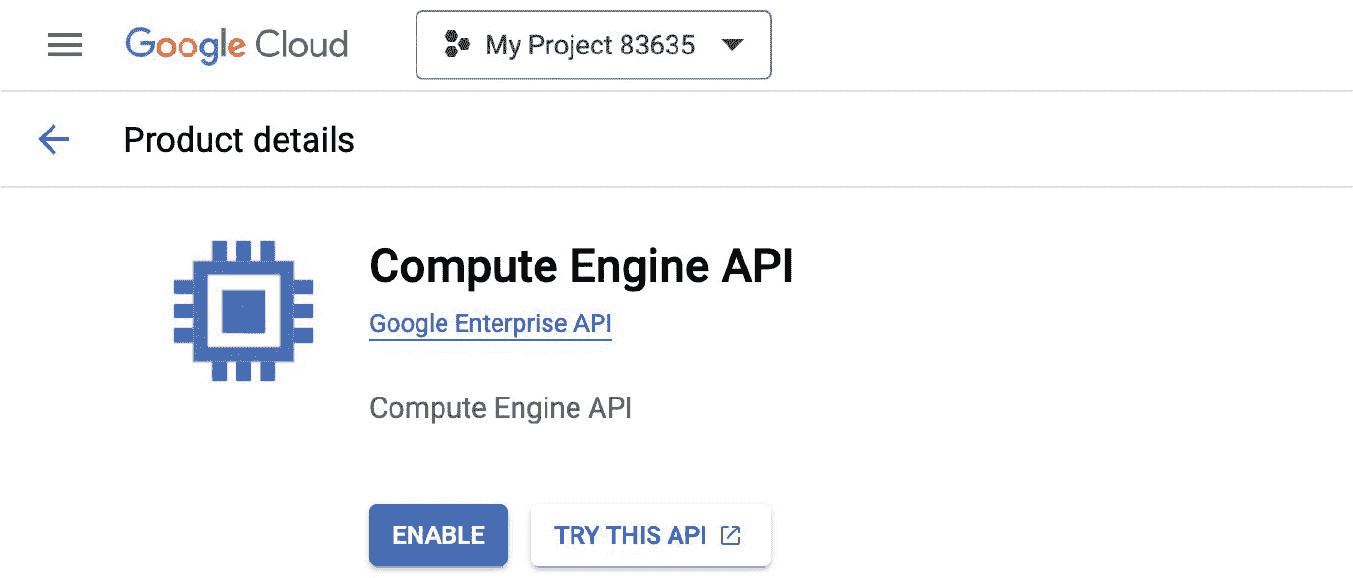 Google Cloud My Project 83635
Product details
Compute Engine API
Google Enterprise API
Compute Engine API
ENABLE TRY THIS API